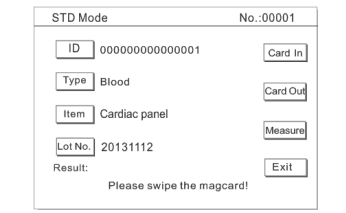 STD Mode No.:00001
ID 000000000000001 Card In
Type Blood Card Out
Item Cardiac panel
Measure
Lot No. 20131112
Result: Exit
Please swipe the magcard!